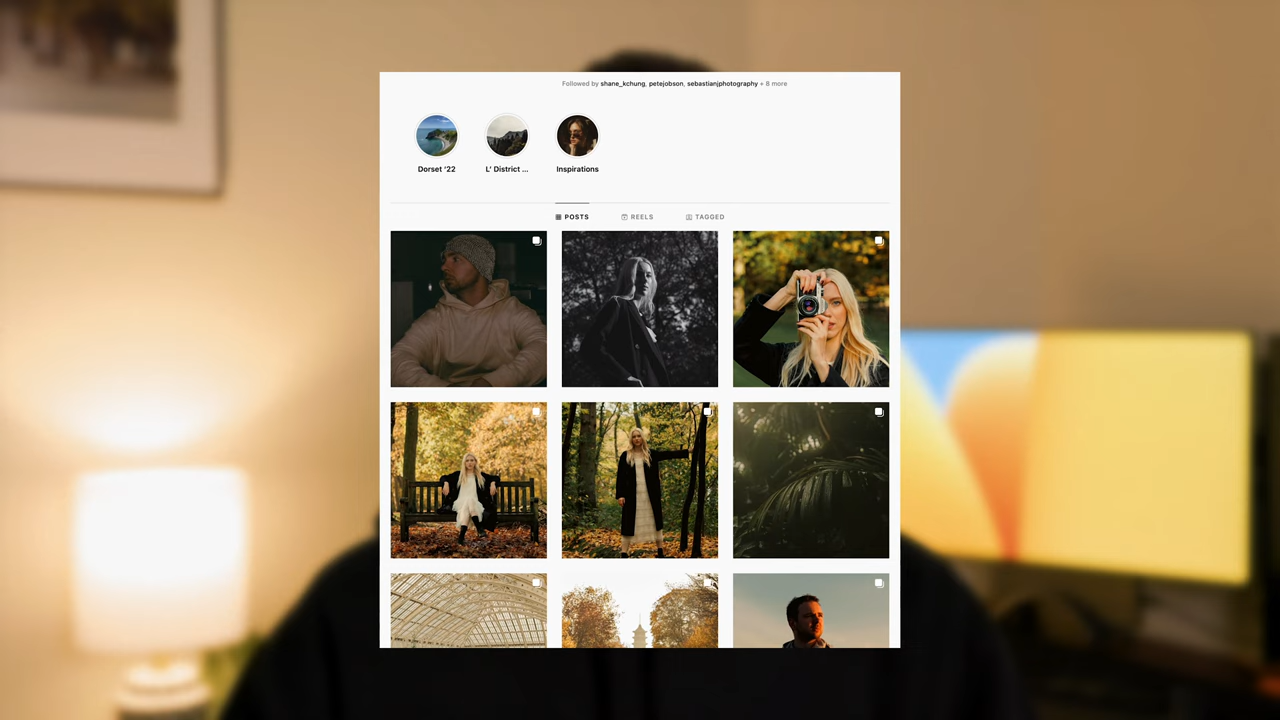 Followed by shane_kchung, petejobson, sebastianjphotography + 8 more
Dorset '22
L' District ...
Inspirations
POSTS
REELS
TAGGED